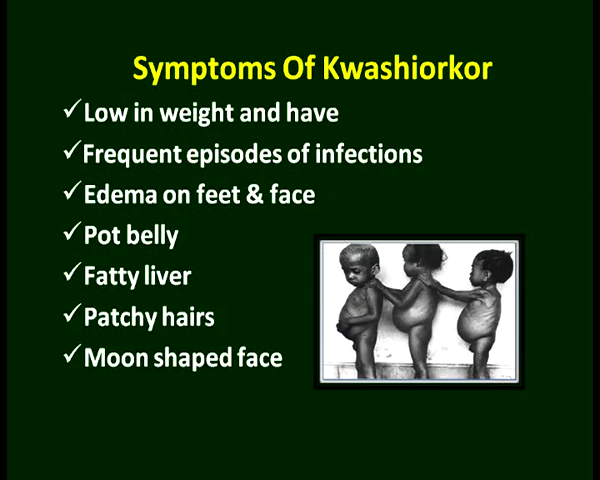 Symptoms Of Kwashiorkor
✓Low in weight and have
✓Frequent episodes of infections
✓Edema on feet & face
✓Pot belly
✓Fatty liver
✓Patchy hairs
✓Moon shaped face